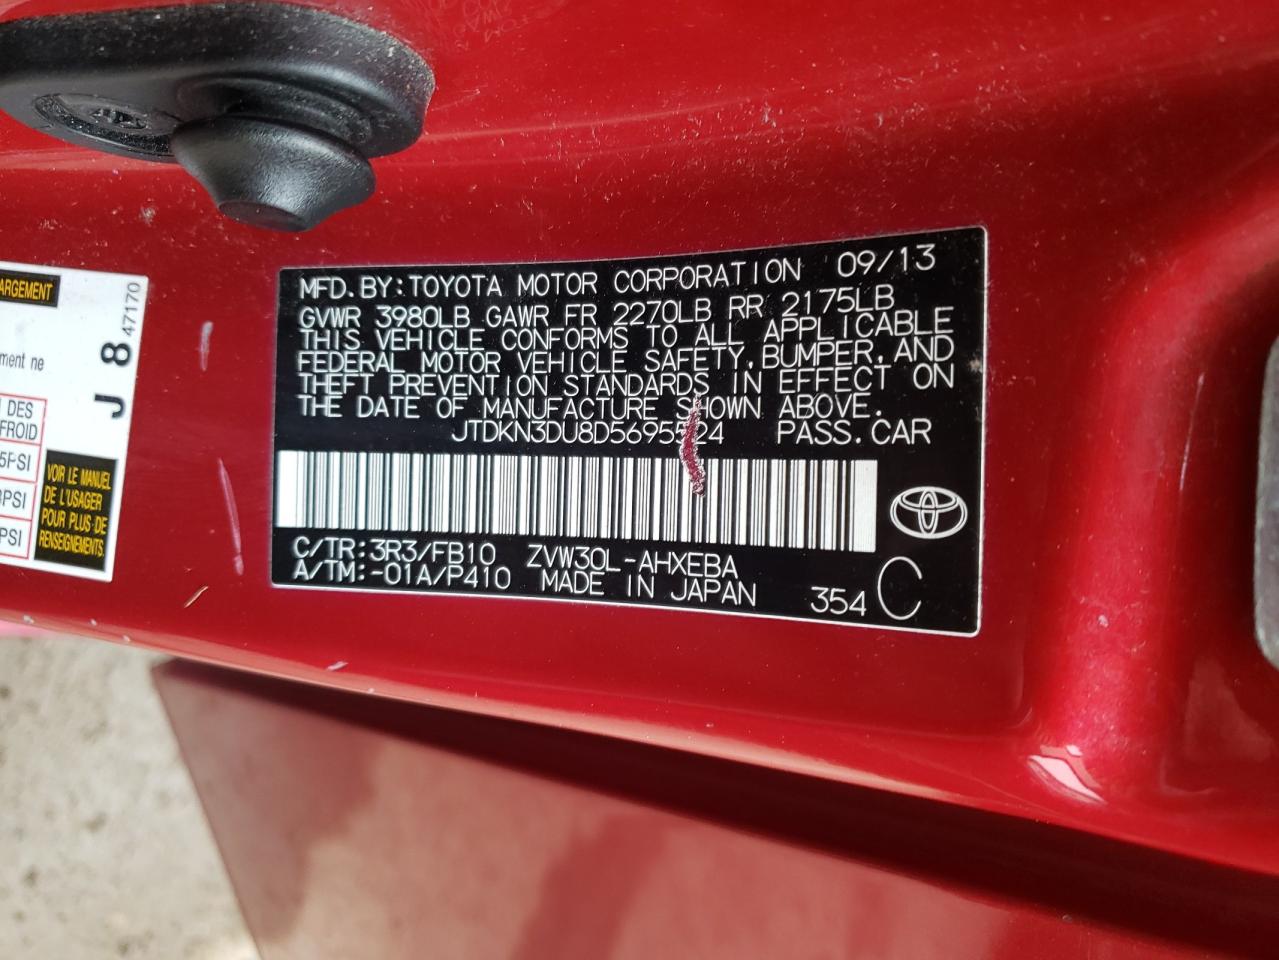 ARGEMENT
ment ne
DES
FROID
5PSI
PSI
PSI
J 8 47170
VOIR LE MANUEL
DE L'USAGER
POUR PLUS DE
RENSEIGNEMENTS.
MFD. BY: TOYOTA MOTOR CORPORATION 09/13
GVWR 3980LB GAWR FR 2270LB RR 2175LB
THIS VEHICLE CONFORMS TO ALL APPLICABLE
FEDERAL MOTOR VEHICLE SAFETY, BUMPER, AND
THEFT PREVENTION STANDARDS IN EFFECT ON
THE DATE OF MANUFACTURE SHOWN ABOVE.
JTDKN3DU8D5695524 PASS. CAR
C/TR: 3R3/FB10 ZVW30L-AHXEBA
A/TM: -01A/P410 MADE IN JAPAN 354 C